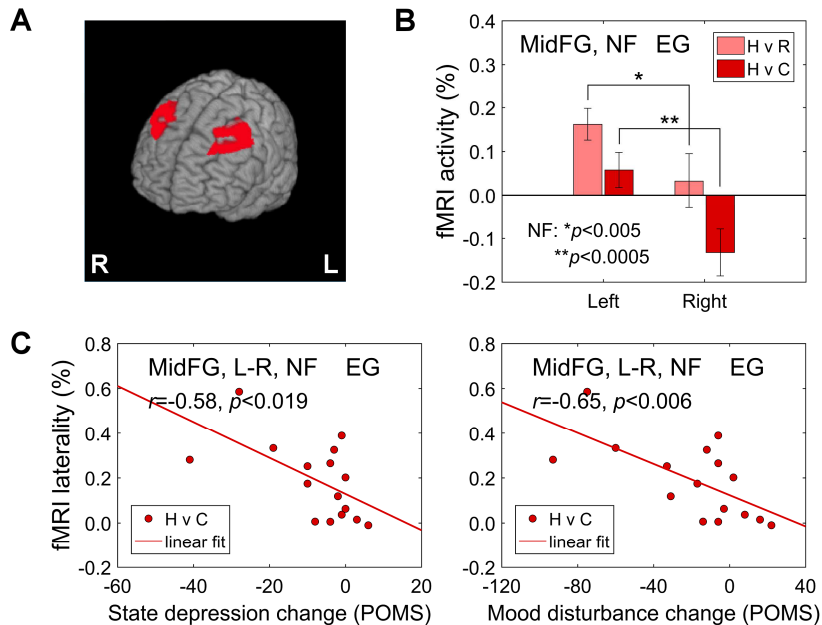 A
R
L
B
MidFG, NF EG
H v R
H v C
fMRI activity (%)
0.4
0.3
0.2
0.1
0.0
-0.1
-0.2
*
**
NF: *p<0.005
**p<0.0005
Left
Right
C
MidFG, L-R, NF EG
r=-0.58, p<0.019
fMRI laterality (%)
0.8
0.6
0.4
0.2
0.0
-0.2
H v C
linear fit
-60
-40
-20
0
20
State depression change (POMS)
MidFG, L-R, NF EG
r=-0.65, p<0.006
0.8
0.6
0.4
0.2
0.0
-0.2
H v C
linear fit
-120
-80
-40
0
40
Mood disturbance change (POMS)